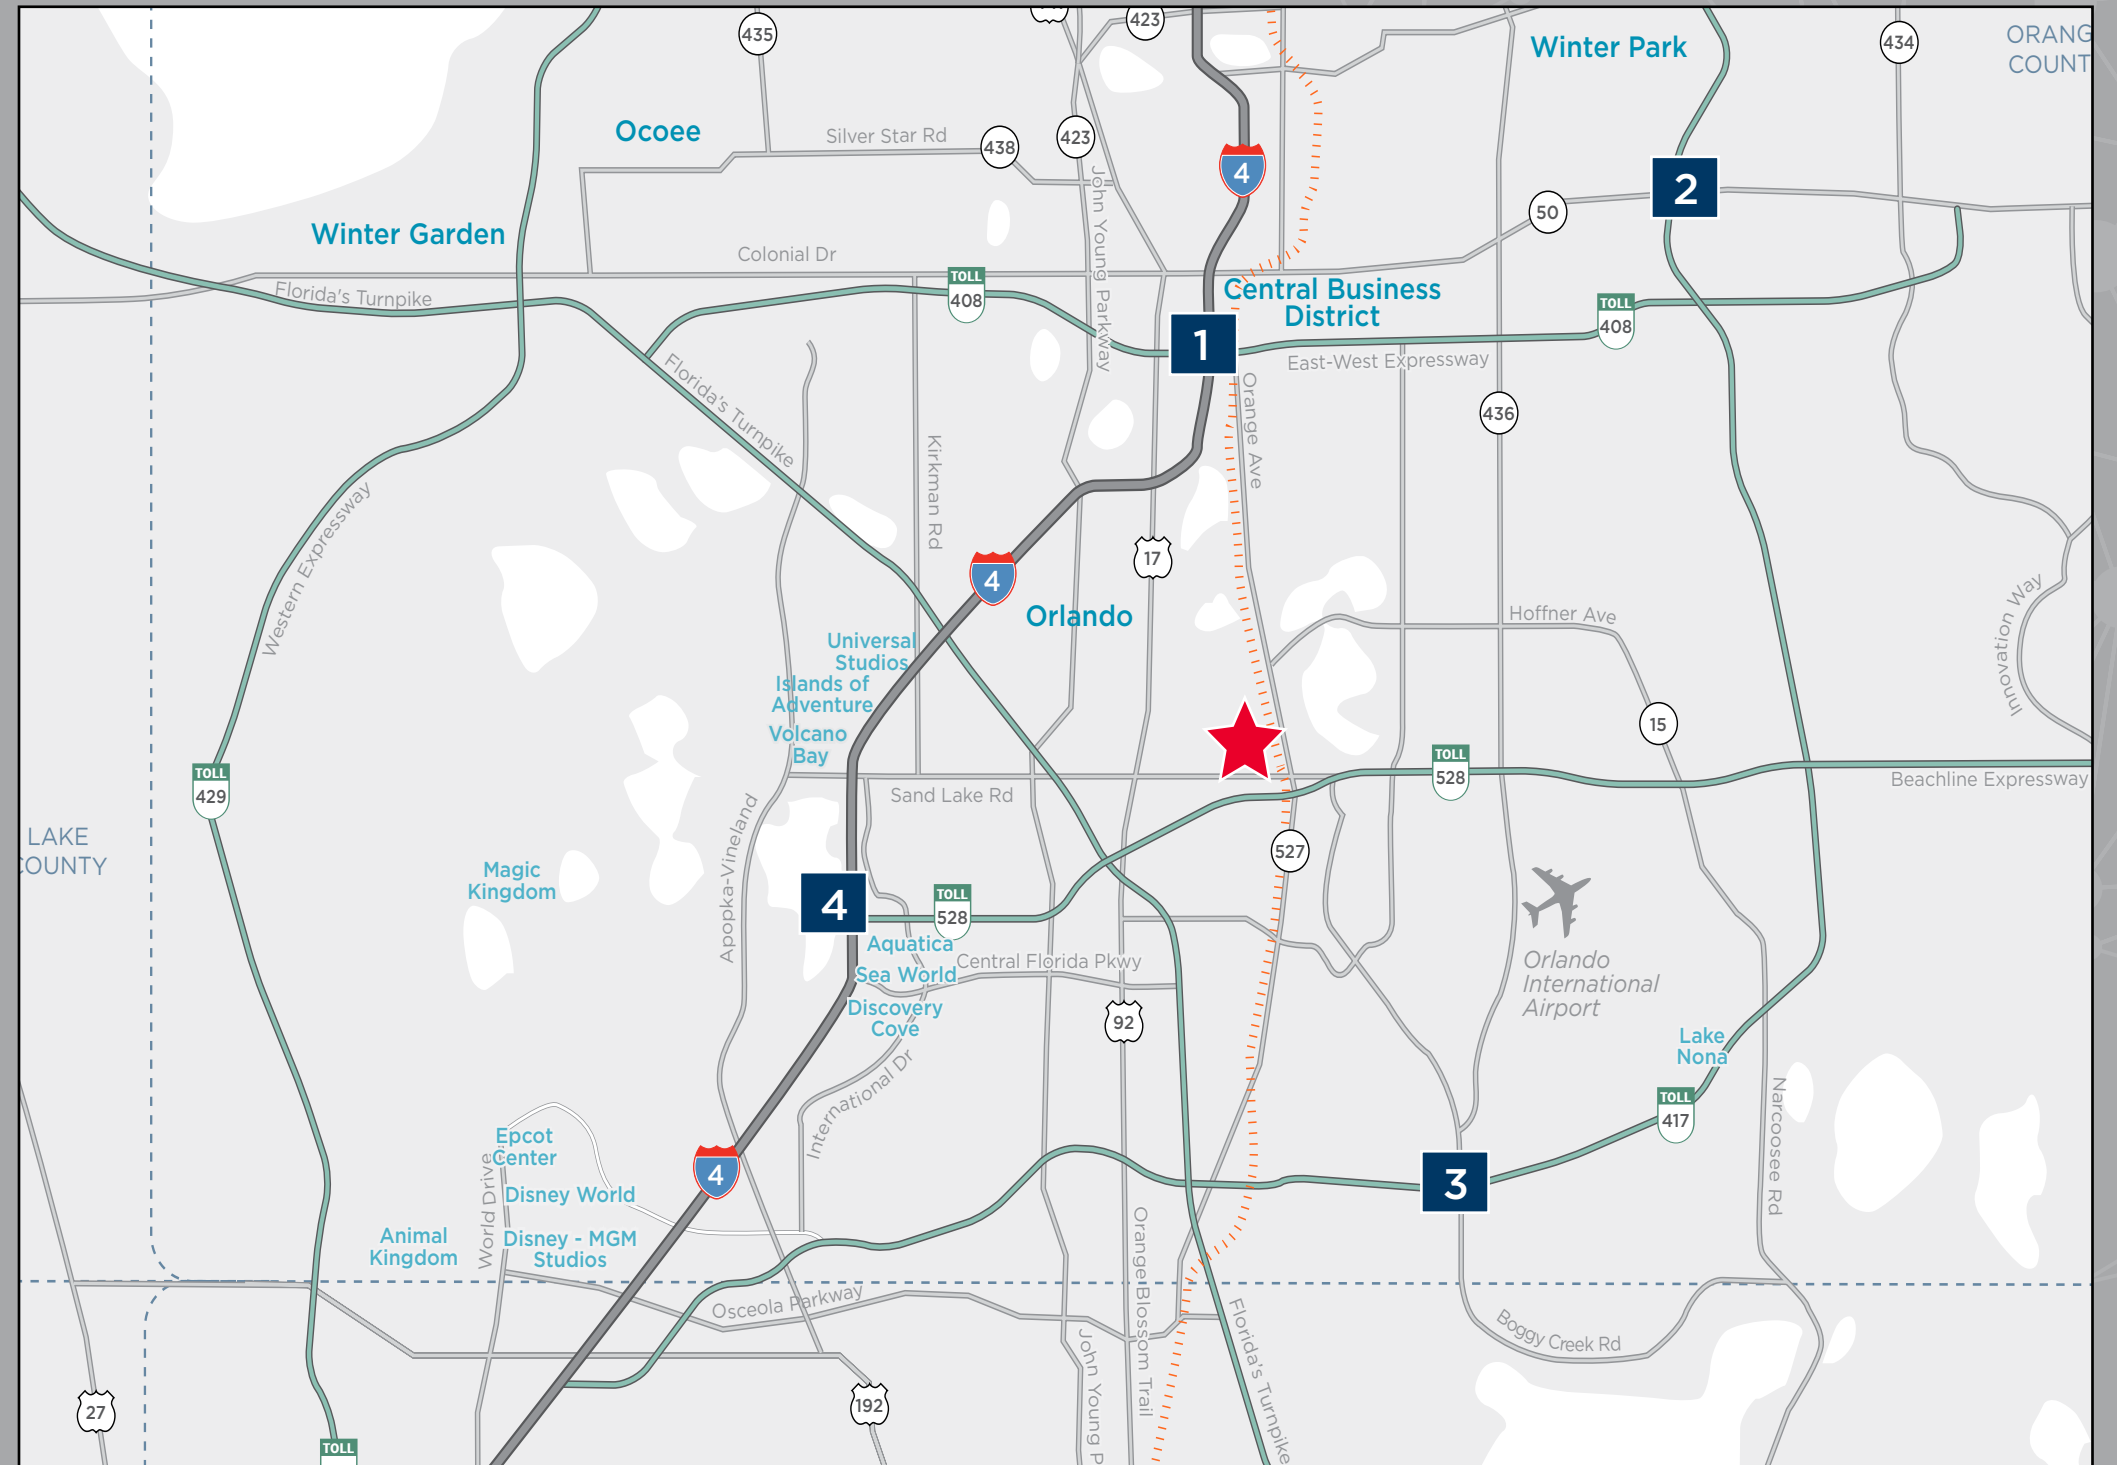 423
435
434
Winter Park
ORANG
COUNT
Ocoee
Silver Star Rd
438
423
4
2
50
Winter Garden
John Young Parkway
Colonial Dr
TOLL
408
Florida's Turnpike
Central Business
District
TOLL
408
1
East-West Expressway
Florida's Turnpike
Orange Ave
436
Kirkman Rd
Western Expressway
17
4
Orlando
Hoffner Ave
Innovation Way
Universal
Studios
Islands of
Adventure
Volcano
Bay
15
TOLL
528
TOLL
429
Sand Lake Rd
Beachline Expressway
LAKE
COUNTY
527
Magic
Kingdom
Apopka-Vineland
4
TOLL
528
Aquatica
Sea World
Central Florida Pkwy
Discovery
Cove
Orlando
International
Airport
92
Lake
Nona
International Dr
TOLL
417
Narcoossee Rd
Epcot
Center
4
3
World Drive
Disney World
Animal
Kingdom
Disney - MGM
Studios
Orange Blossom Trail
Osceola Parkway
Florida's Turnpike
Boggy Creek Rd
John Young P
27
192
TOLL